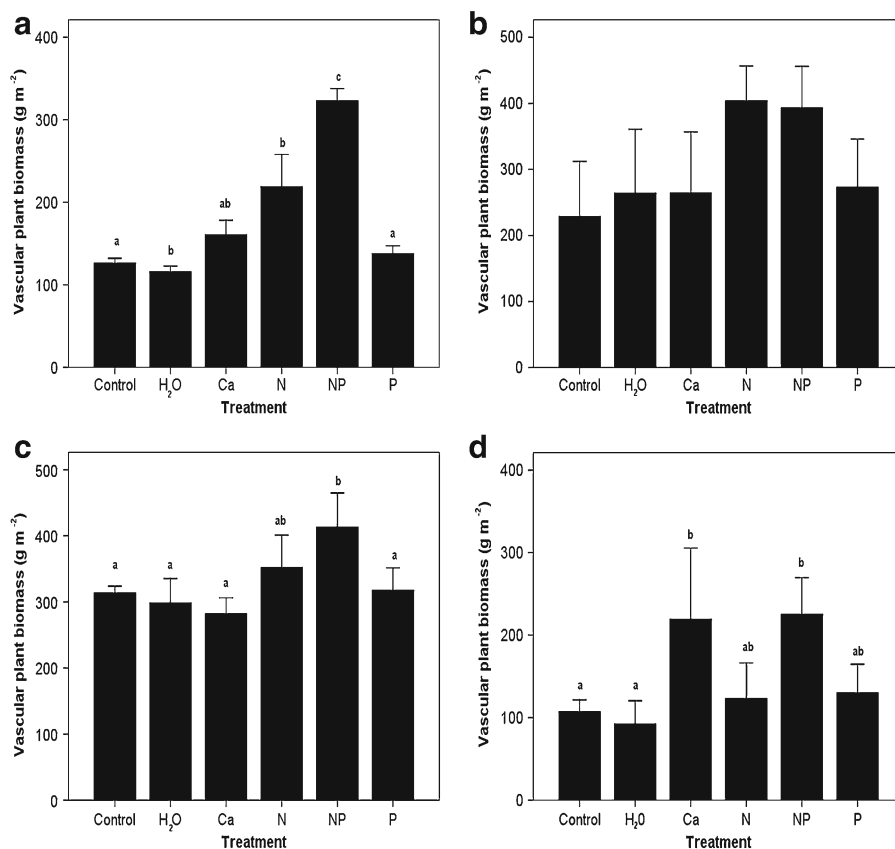 a
Vascular plant biomass (g m⁻²)
400
300
200
100
0
a
b
ab
b
c
a
Control H₂O Ca N NP P
Treatment
b
Vascular plant biomass (g m⁻²)
500
400
300
200
100
0
Control H₂O Ca N NP P
Treatment
c
Vascular plant biomass (g m⁻²)
500
400
300
200
100
0
a
a
a
ab
b
a
Control H₂O Ca N NP P
Treatment
d
Vascular plant biomass (g m⁻²)
400
300
200
100
0
a
a
b
ab
b
ab
Control H₂0 Ca N NP P
Treatment